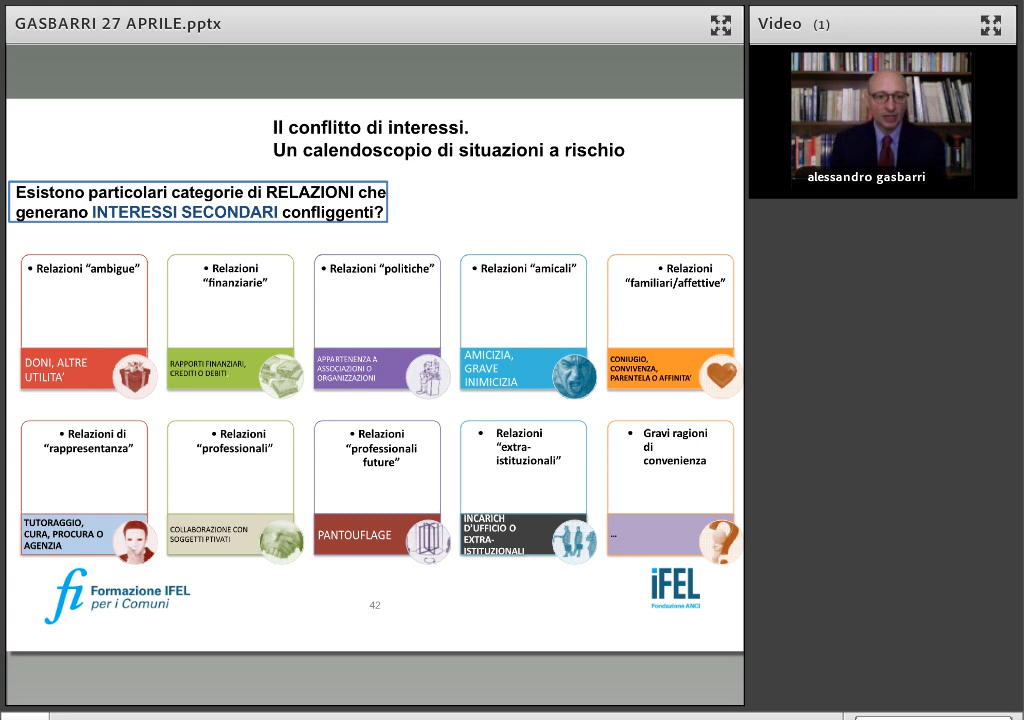 GASBARRI 27 APRILE.pptx
Video (1)
alessandro gasbarri
Il conflitto di interessi.
Un calendoscopio di situazioni a rischio
Esistono particolari categorie di RELAZIONI che
generano INTERESSI SECONDARI confliggenti?
• Relazioni “ambigue”
DONI, ALTRE
UTILITA’
• Relazioni
“finanziarie”
RAPPORTI FINANZIARI,
CREDITI O DEBITI
• Relazioni “politiche”
APPARTENENZA A
ASSOCIAZIONI O
ORGANIZZAZIONI
• Relazioni “amicali”
AMICIZIA,
GRAVE
INIMICIZIA
• Relazioni
“familiari/affettive”
CONIUGIO,
CONVIVENZA,
PARENTELA O AFFINITA’
• Relazioni di
“rappresentanza”
TUTORAGGIO,
CURA, PROCURA O
AGENZIA
• Relazioni
“professionali”
COLLABORAZIONE CON
SOGGETTI PTIVATI
• Relazioni
“professionali
future”
PANTOUFLAGE
• Relazioni
“extra-
istituzionali”
INCARICH
D’UFFICIO O
EXTRA-
ISTITUZIONALI
• Gravi ragioni
di
convenienza
...
fi Formazione IFEL
per i Comuni
42
iFEL
Fondazione ANCI